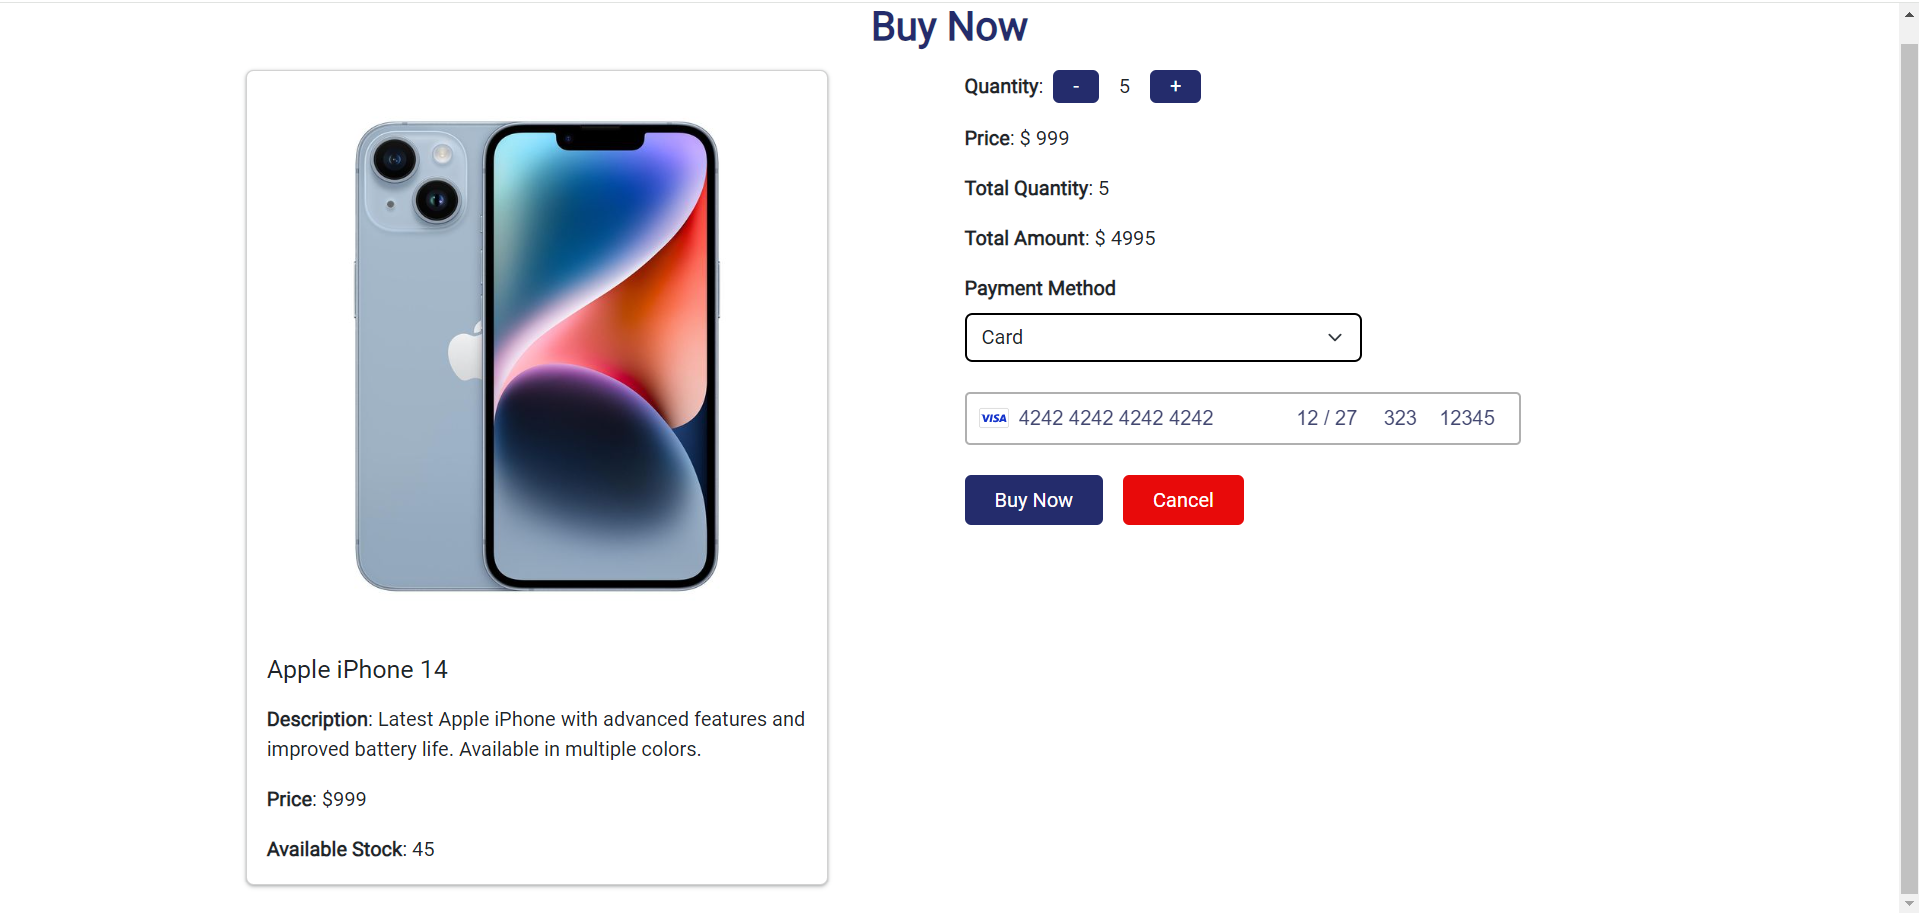 Buy Now
Quantity: - 5 +
Price: $ 999
Total Quantity: 5
Total Amount: $ 4995
Payment Method
Card
VISA 4242 4242 4242 4242 12 / 27 323 12345
Buy Now Cancel
Apple iPhone 14
Description: Latest Apple iPhone with advanced features and
improved battery life. Available in multiple colors.
Price: $999
Available Stock: 45